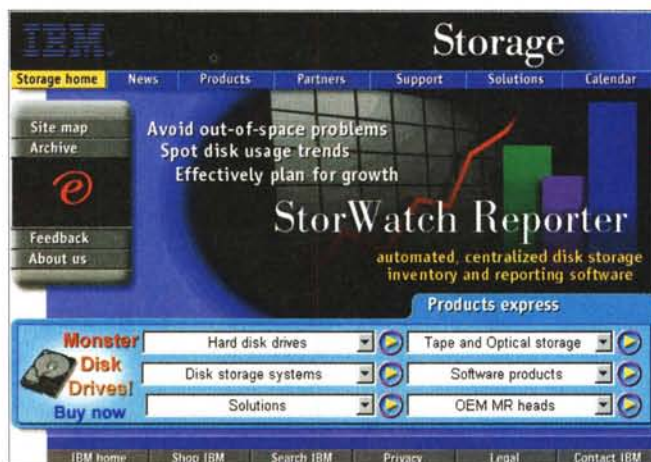 IBM
Storage
Storage home News Products Partners Support Solutions Calendar
Site map
Archive
e
Feedback
About us
Avoid out-of-space problems
Spot disk usage trends
Effectively plan for growth
StorWatch Reporter
automated, centralized disk storage
inventory and reporting software
Products express
Monster
Disk
Drives!
Buy now
Hard disk drives
Tape and Optical storage
Disk storage systems
Software products
Solutions
OEM MR heads
IBM home Shop IBM Search IBM Privacy Legal Contact IBM